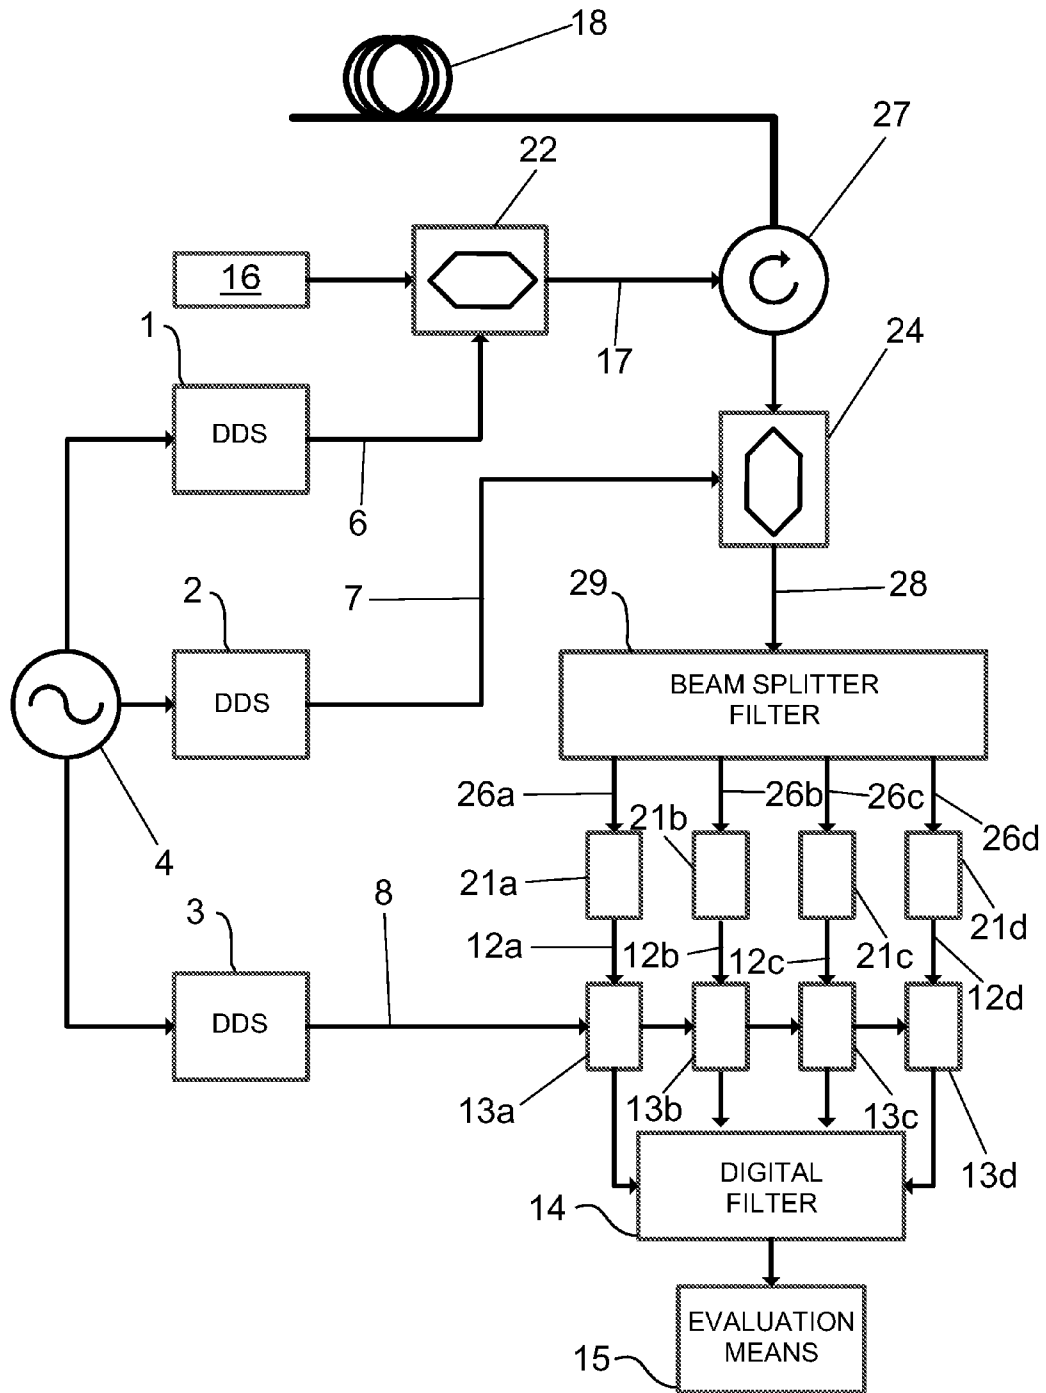 18
27
22
16
1
17
24
DDS
6
2
7
29
28
DDS
BEAM SPLITTER
FILTER
26a
26b
26c
26d
21b
4
21a
3
8
21c
21d
12a
12b
12c
12d
DDS
13a
13b
13c
13d
DIGITAL
FILTER
14
EVALUATION
MEANS
15